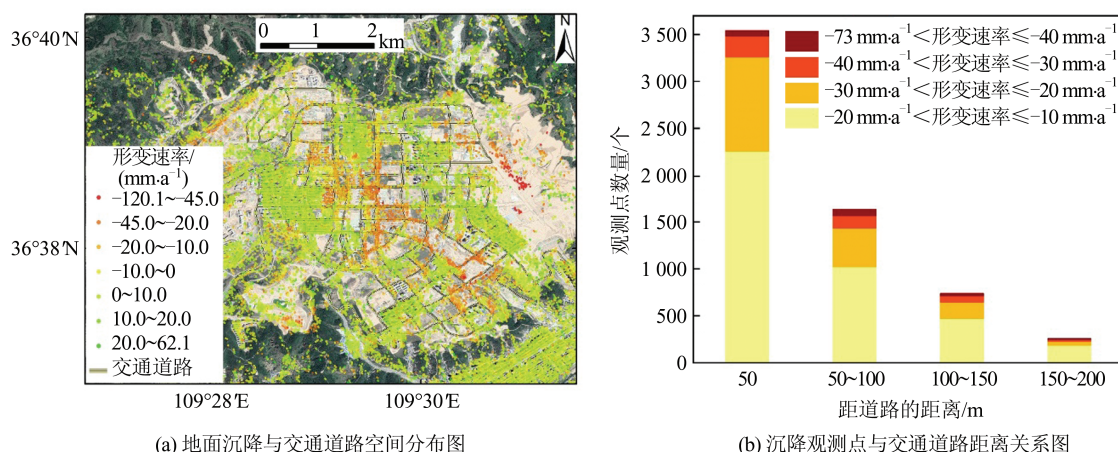 36°40′N
36°38′N
0 1 2
km
N
形变速率/
(mm·a⁻¹)
−120.1~−45.0
−45.0~−20.0
−20.0~−10.0
−10.0~0
0~10.0
10.0~20.0
20.0~62.1
交通道路
109°28′E
109°30′E
(a) 地面沉降与交通道路空间分布图
观测点数量/个
3 500
3 000
2 500
2 000
1 500
1 000
500
0
−73 mm·a⁻¹<形变速率≤−40 mm·a⁻¹
−40 mm·a⁻¹<形变速率≤−30 mm·a⁻¹
−30 mm·a⁻¹<形变速率≤−20 mm·a⁻¹
−20 mm·a⁻¹<形变速率≤−10 mm·a⁻¹
50
50~100
100~150
150~200
距道路的距离/m
(b) 沉降观测点与交通道路距离关系图